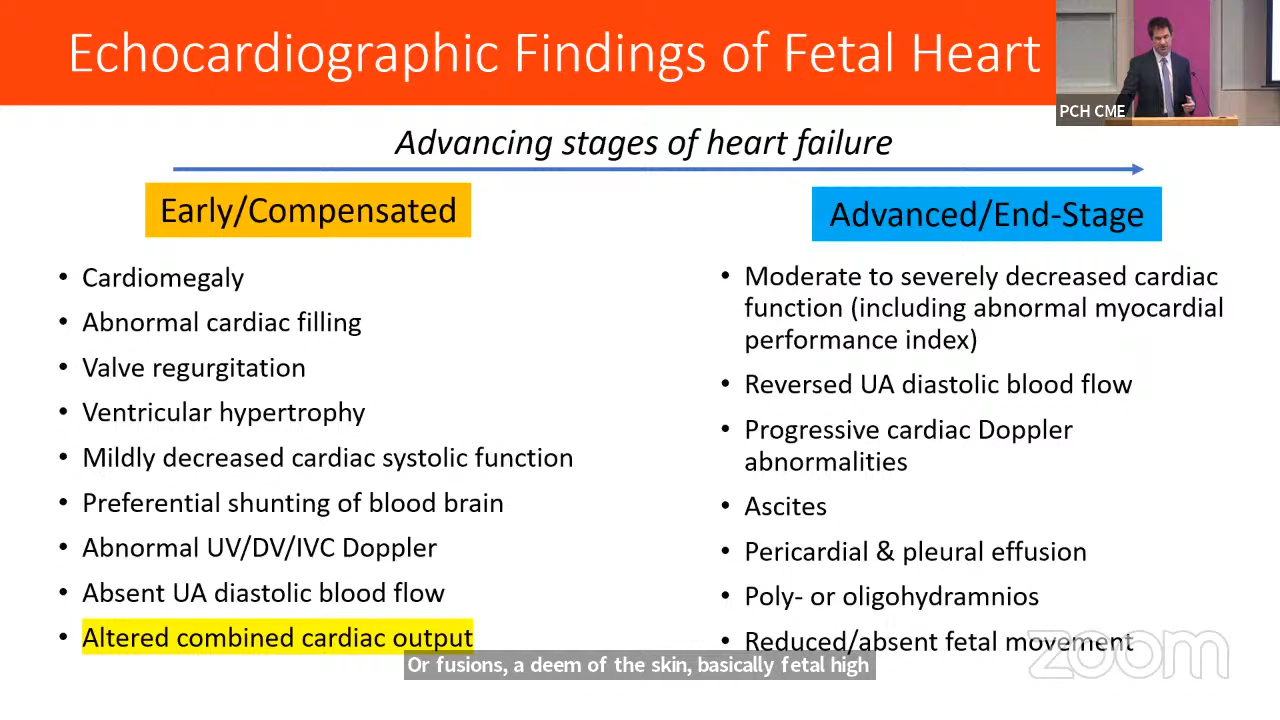 Echocardiographic Findings of Fetal Heart
PCH CME
Advancing stages of heart failure
Early/Compensated
• Cardiomegaly
• Abnormal cardiac filling
• Valve regurgitation
• Ventricular hypertrophy
• Mildly decreased cardiac systolic function
• Preferential shunting of blood brain
• Abnormal UV/DV/IVC Doppler
• Absent UA diastolic blood flow
• Altered combined cardiac output
Advanced/End-Stage
• Moderate to severely decreased cardiac
function (including abnormal myocardial
performance index)
• Reversed UA diastolic blood flow
• Progressive cardiac Doppler
abnormalities
• Ascites
• Pericardial & pleural effusion
• Poly- or oligohydramnios
• Reduced/absent fetal movement
zoom
Or fusions, a deem of the skin, basically fetal high